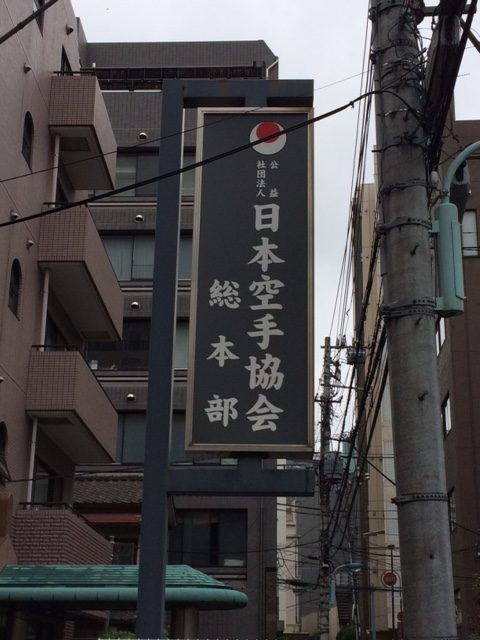 公益
社団法人
日本空手協会
総本部